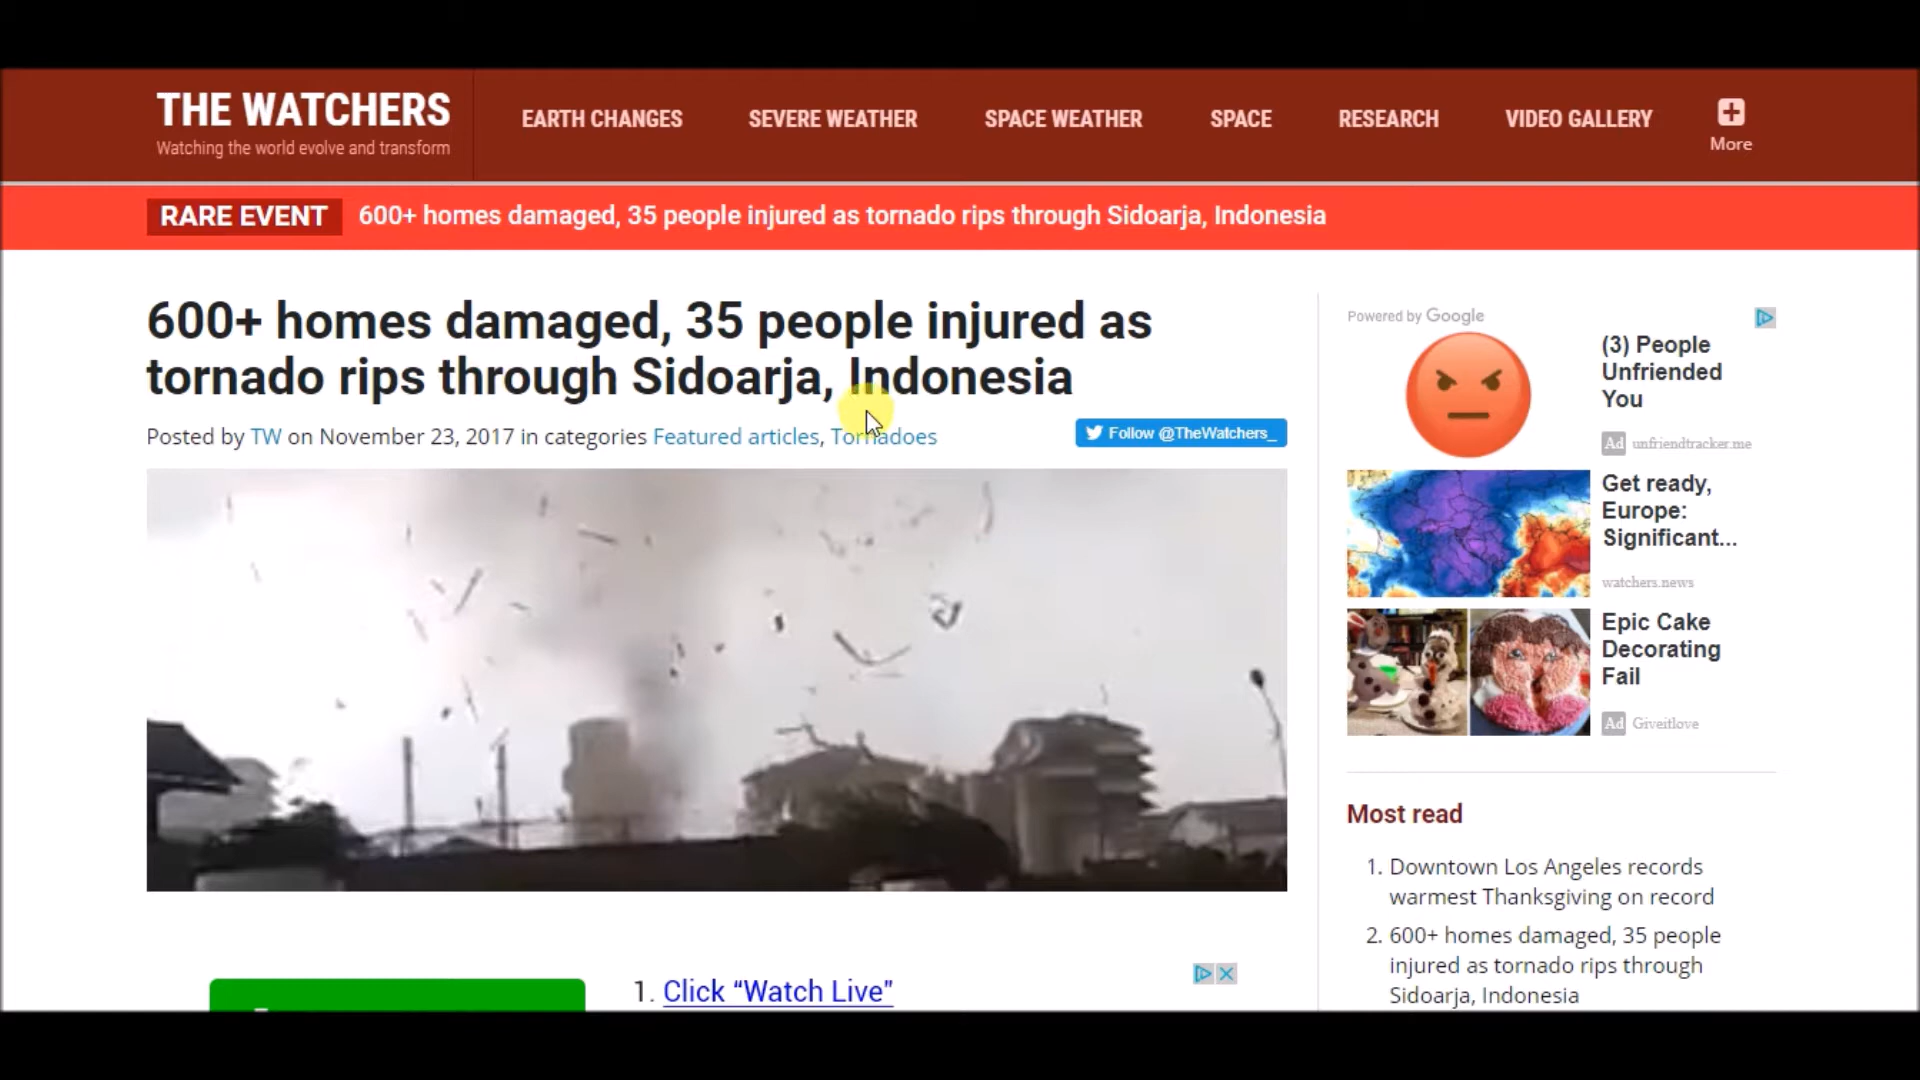 THE WATCHERS
Watching the world evolve and transform
EARTH CHANGES
SEVERE WEATHER
SPACE WEATHER
SPACE
RESEARCH
VIDEO GALLERY
More
RARE EVENT
600+ homes damaged, 35 people injured as tornado rips through Sidoarja, Indonesia
600+ homes damaged, 35 people injured as
tornado rips through Sidoarja, Indonesia
Posted by TW on November 23, 2017 in categories Featured articles, Tornadoes
Follow @TheWatchers_
Powered by Google
(3) People
Unfriended
You
Ad unfriendtracker.me
Get ready,
Europe:
Significant...
watchers.news
Epic Cake
Decorating
Fail
Ad Giveitlove
Most read
1. Downtown Los Angeles records
warmest Thanksgiving on record
2. 600+ homes damaged, 35 people
injured as tornado rips through
Sidoarja, Indonesia
1. Click “Watch Live”